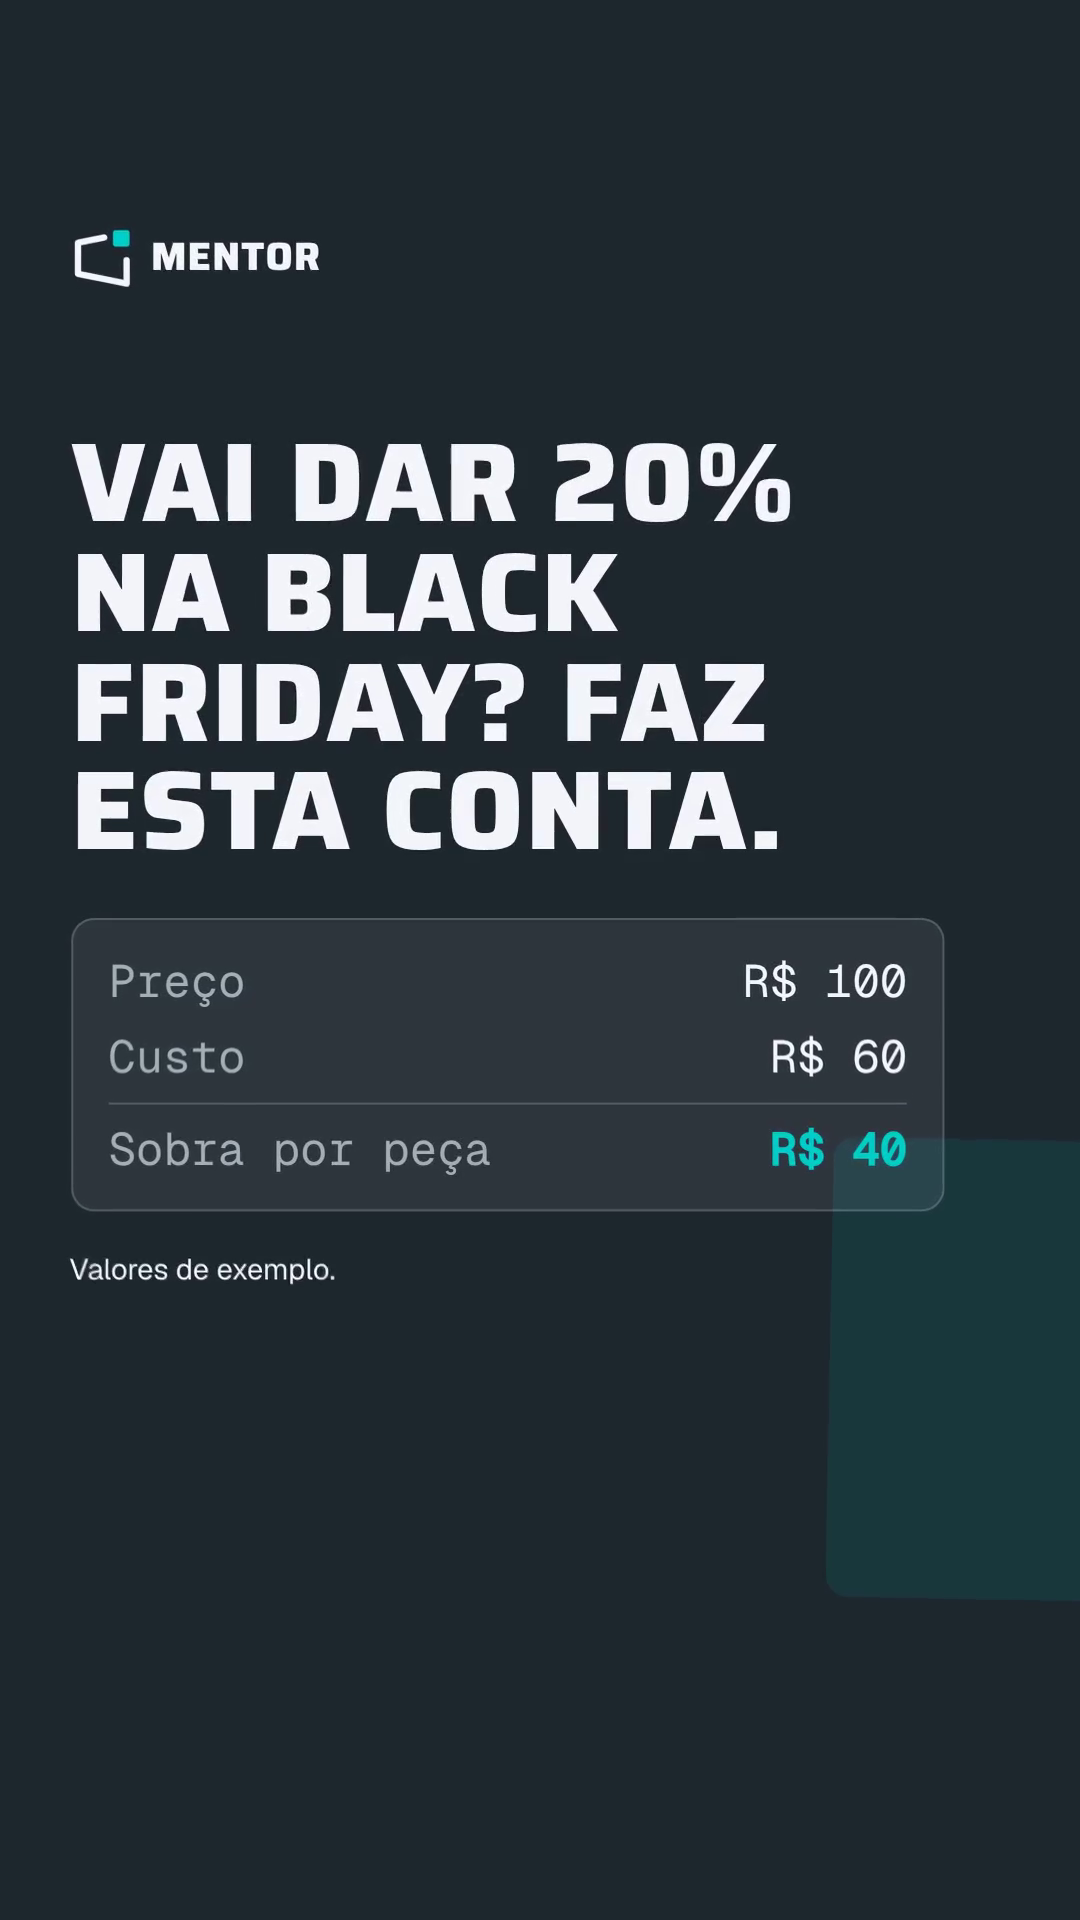 MENTOR
VAI DAR 20%
NA BLACK
FRIDAY? FAZ
ESTA CONTA.
Preço R$ 100
Custo R$ 60
Sobra por peça R$ 40
Valores de exemplo.